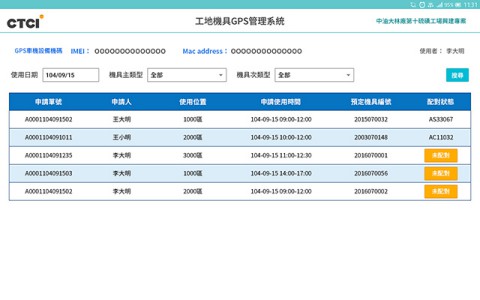 11:31
CTCI
工地機具GPS管理系統
中油大林廠第十硫磺工場興建專案
GPS車機設備機碼 IMEI： OOOOOOOOOOOOOO Mac address： OOOOOOOOOOOOOO 使用者： 李大明
使用日期 104/09/15 機具主類型 全部 機具次類型 全部 搜尋
申請單號 申請人 使用位置 申請使用時間 預定機具編號 配對狀態
A0001104091502 王大明 1000區 104-09-15 09:00-12:00 2015070032 AS33067
A0001104091011 王小明 2000區 104-09-15 09:00-12:00 2003070148 AC11032
A0001104091235 李大明 3000區 104-09-15 11:00-12:30 2016070001 未配對
A0001104091503 李大明 1000區 104-09-15 14:00-17:00 2016070056 未配對
A0001104091502 李大明 2000區 104-09-15 09:00-12:00 2016070002 未配對